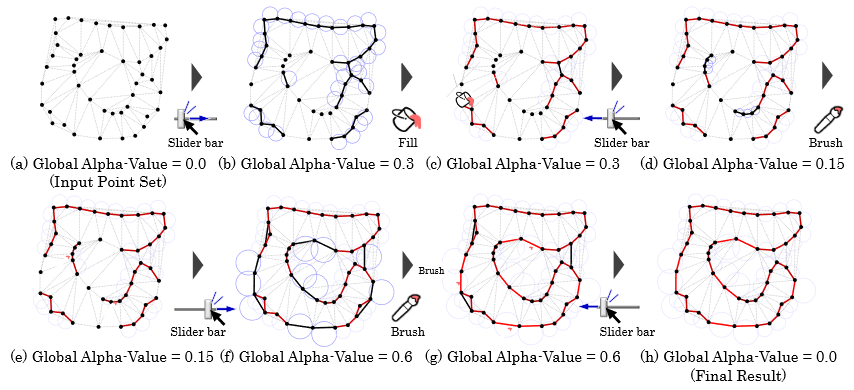 Slider bar
Fill
Slider bar
Brush
(a) Global Alpha-Value = 0.0
(Input Point Set)
(b) Global Alpha-Value = 0.3
(c) Global Alpha-Value = 0.3
(d) Global Alpha-Value = 0.15
Brush
Slider bar
Brush
Slider bar
(e) Global Alpha-Value = 0.15
(f) Global Alpha-Value = 0.6
(g) Global Alpha-Value = 0.6
(h) Global Alpha-Value = 0.0
(Final Result)